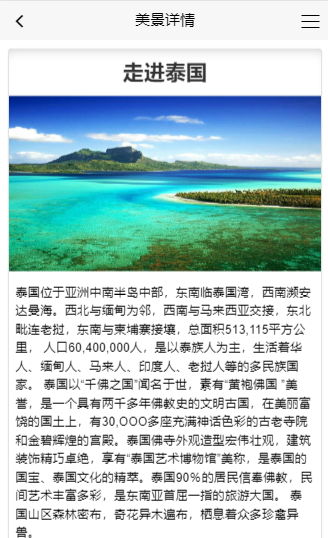 美景详情
走进泰国
泰国位于亚洲中南半岛中部，东南临泰国湾，西南濒安
达曼海。西北与缅甸为邻，西南与马来西亚交接，东北
毗连老挝，东南与柬埔寨接壤，总面积513,115平方公
里， 人口60,400,000人，是以泰族人为主，生活着华
人、缅甸人、马来人、印度人、老挝人等的多民族国
家。 泰国以“千佛之国”闻名于世，素有“黄袍佛国 ”美
誉，是一个具有两千多年佛教史的文明古国，在美丽富
饶的国土上，有30,OOO多座充满神话色彩的古老寺院
和金碧辉煌的宫殿。泰国佛寺外观造型宏伟壮观，建筑
装饰精巧卓绝，享有“泰国艺术博物馆”美称，是泰国的
国宝、泰国文化的精萃。泰国90％的居民信奉佛教，民
间艺术丰富多彩，是东南亚首屈一指的旅游大国。 泰
国山区森林密布，奇花异木遍布，栖息着众多珍禽异
兽。